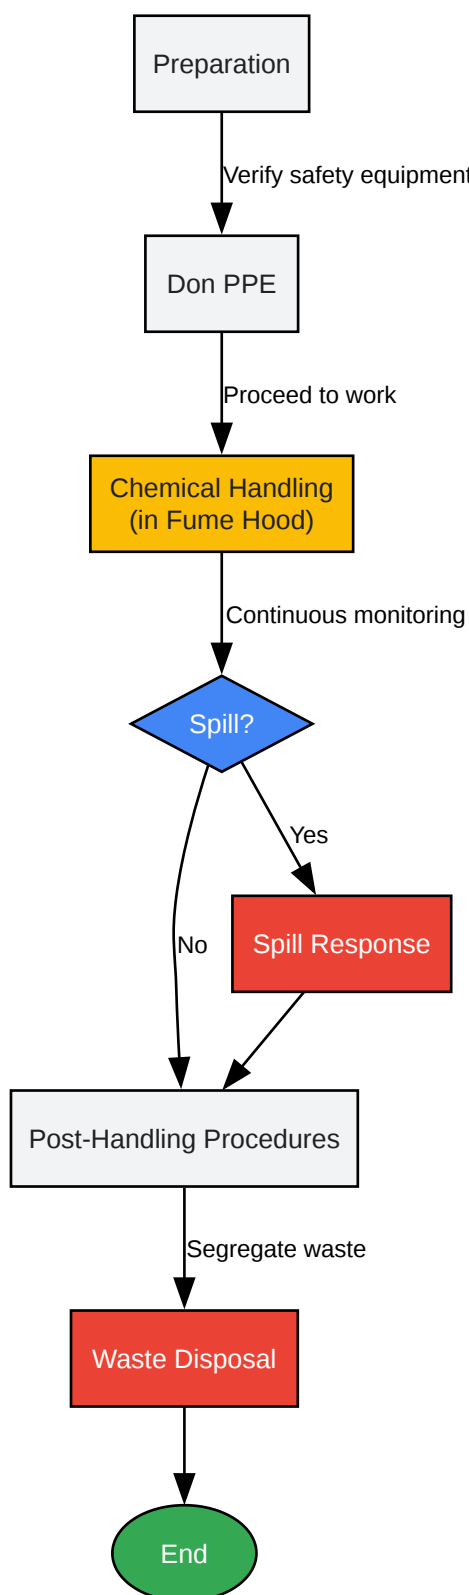 Preparation
Verify safety equipment
Don PPE
Proceed to work
Chemical Handling
(in Fume Hood)
Continuous monitoring
Spill?
Yes
No
Spill Response
Post-Handling Procedures
Segregate waste
Waste Disposal
End